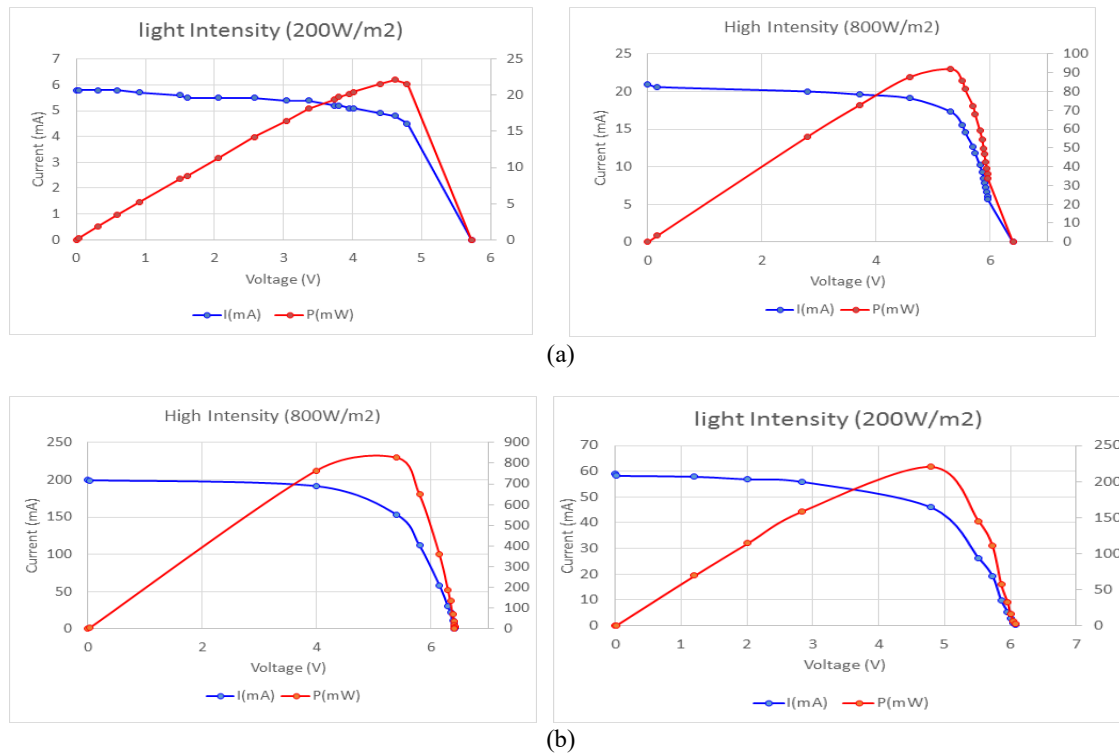 light Intensity (200W/m2)
7
6
5
4
3
2
1
0
25
20
15
10
5
0
0 1 2 3 4 5 6
Current (mA)
Voltage (V)
I(mA) P(mW)
High Intensity (800W/m2)
25
20
15
10
5
0
100
90
80
70
60
50
40
30
20
10
0
0 2 4 6
Current (mA)
Voltage (V)
I(mA) P(mW)
(a)
High Intensity (800W/m2)
250
200
150
100
50
0
900
800
700
600
500
400
300
200
100
0
0 2 4 6
Current (mA)
Voltage (V)
I(mA) P(mW)
light Intensity (200W/m2)
70
60
50
40
30
20
10
0
250
200
150
100
50
0
0 1 2 3 4 5 6 7
Current (mA)
Voltage (V)
I(mA) P(mW)
(b)